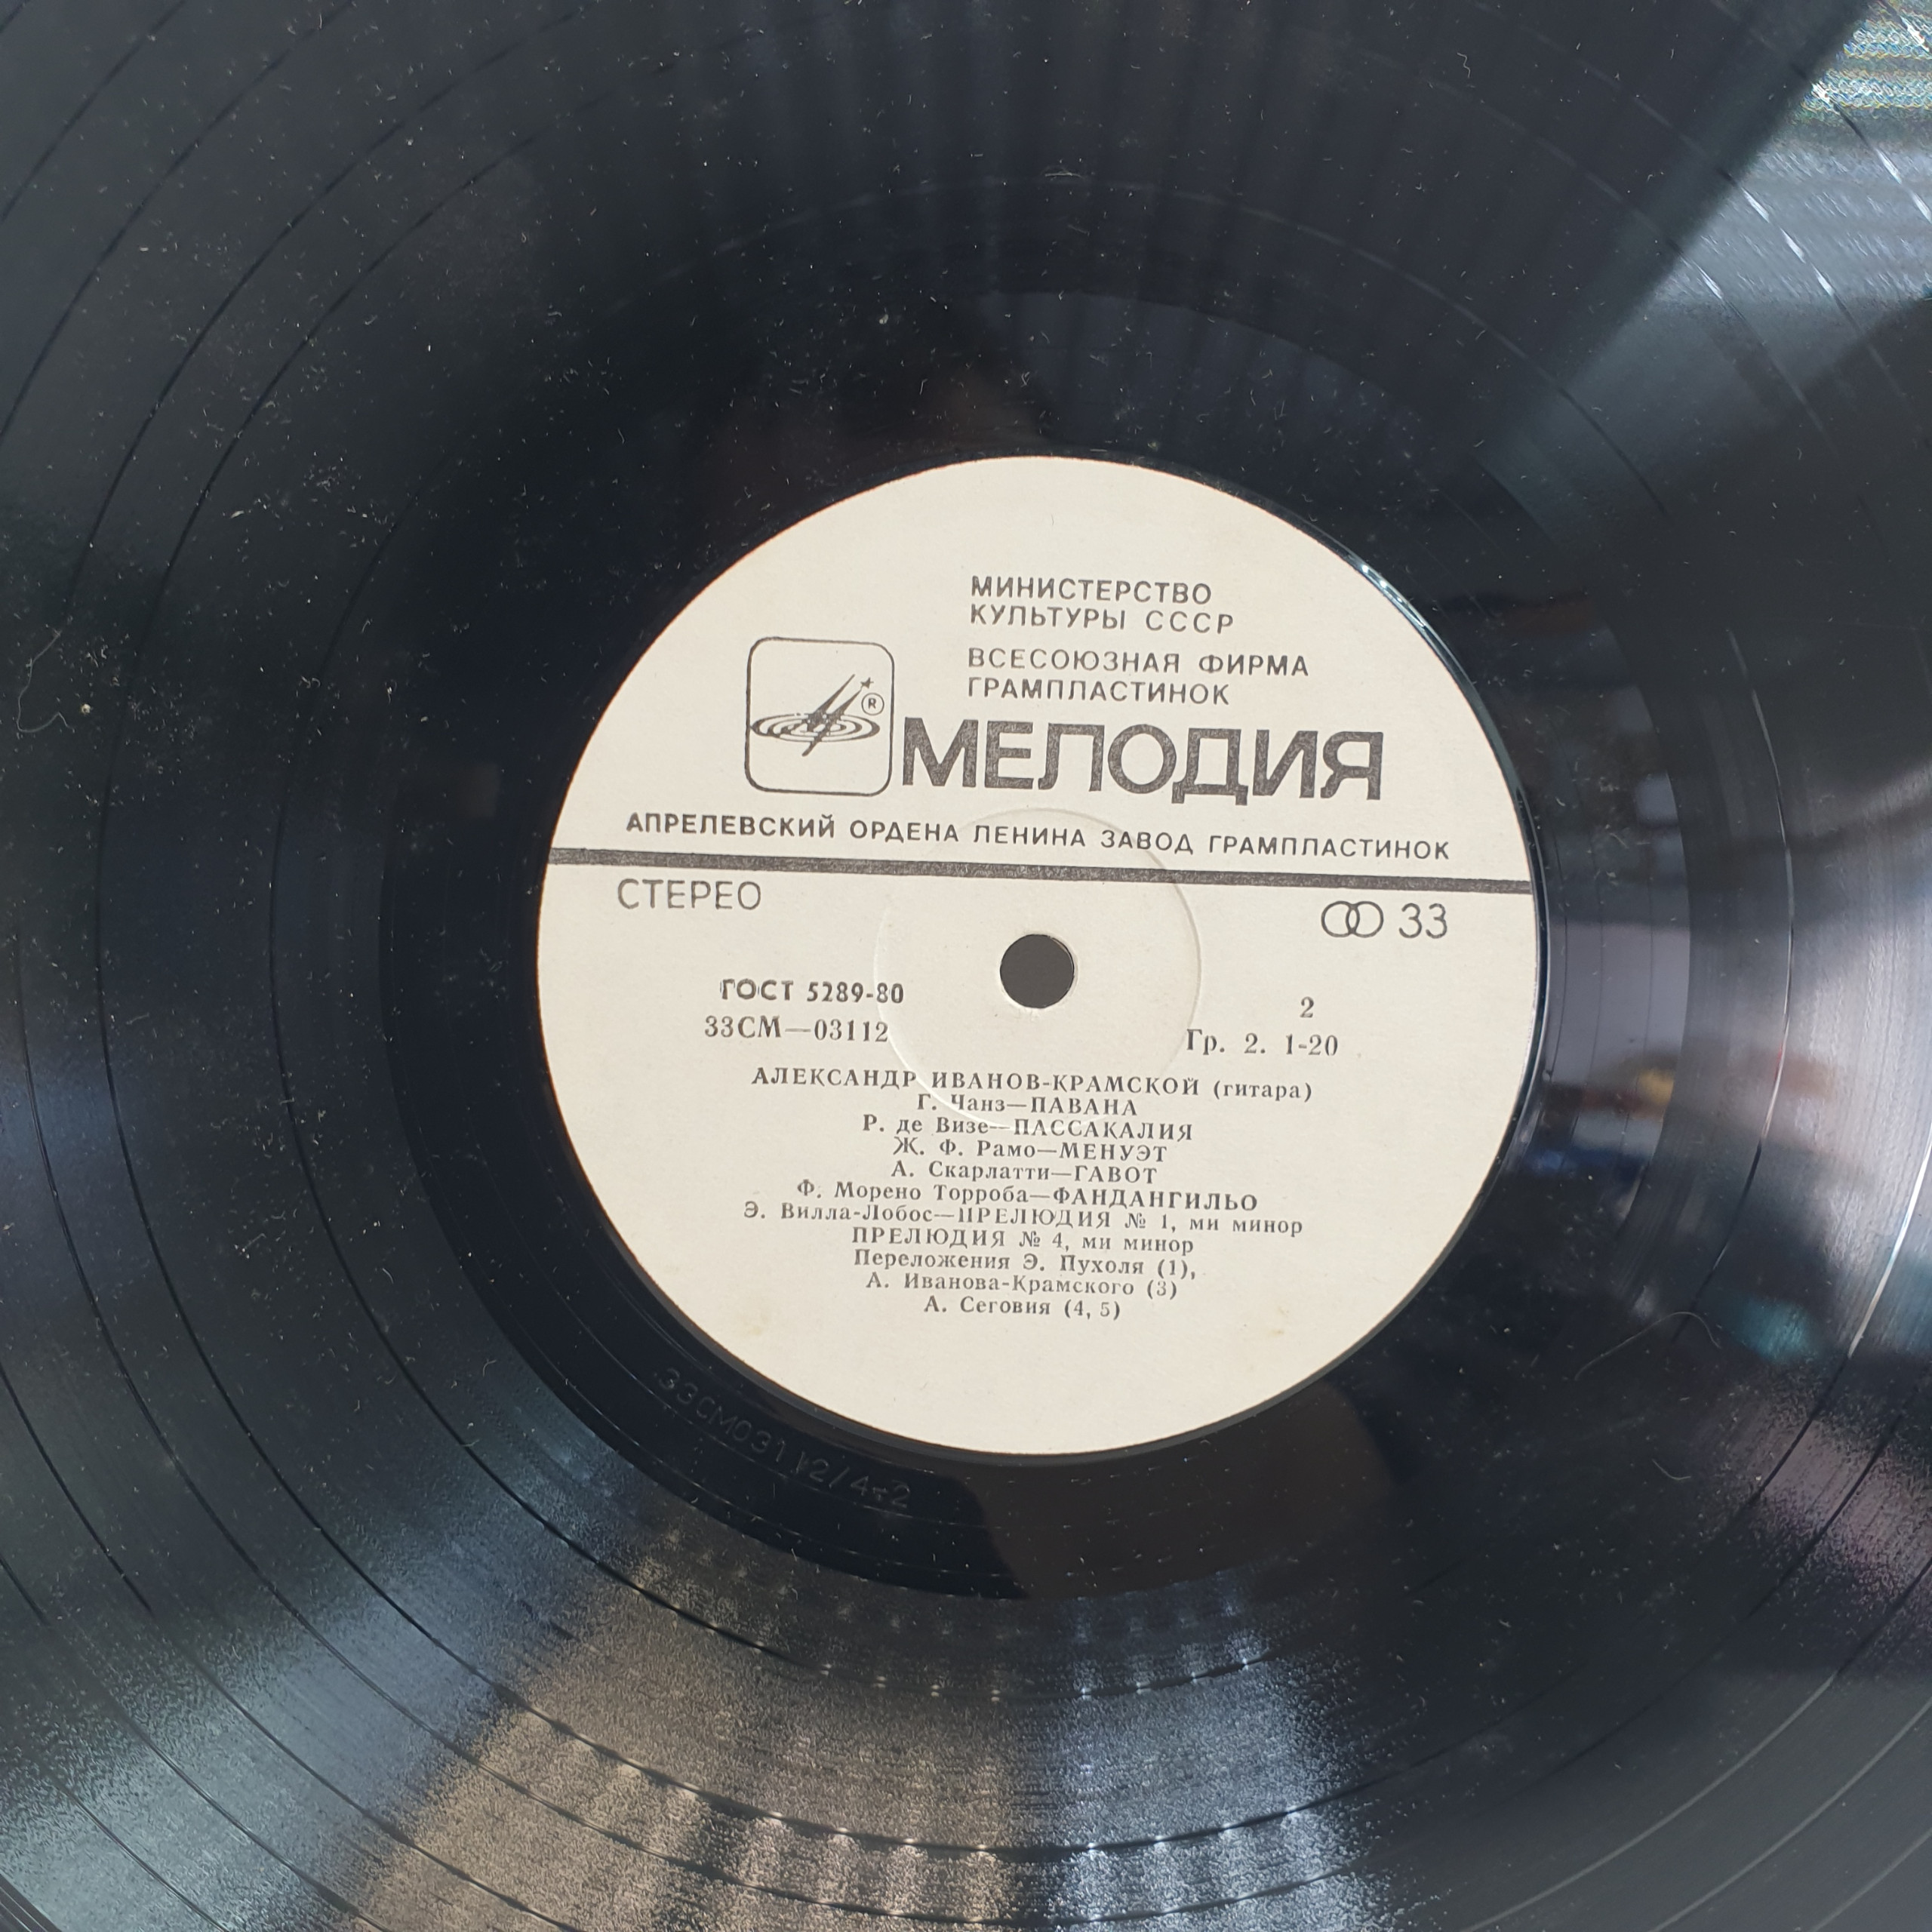 МИНИСТЕРСТВО
КУЛЬТУРЫ СССР
ВСЕСОЮЗНАЯ ФИРМА
ГРАМПЛАСТИНОК
®
МЕЛОДИЯ
АПРЕЛЕВСКИЙ ОРДЕНА ЛЕНИНА ЗАВОД ГРАМПЛАСТИНОК
СТЕРЕО
33
ГОСТ 5289-80
2
33СМ—03112
Гр. 2. 1-20
АЛЕКСАНДР ИВАНОВ-КРАМСКОЙ (гитара)
Г. Чанз—ПАВАНА
Р. де Визе—ПАССАКАЛИЯ
Ж. Ф. Рамо—МЕНУЭТ
А. Скарлатти—ГАВОТ
Ф. Морено Торроба—ФАНДАНГИЛЬО
Э. Вилла-Лобос—ПРЕЛЮДИЯ № 1, ми минор
ПРЕЛЮДИЯ № 4, ми минор
Переложения Э. Пухоля (1),
А. Иванова-Крамского (3)
А. Сеговия (4, 5)
33СМ03112/4-2